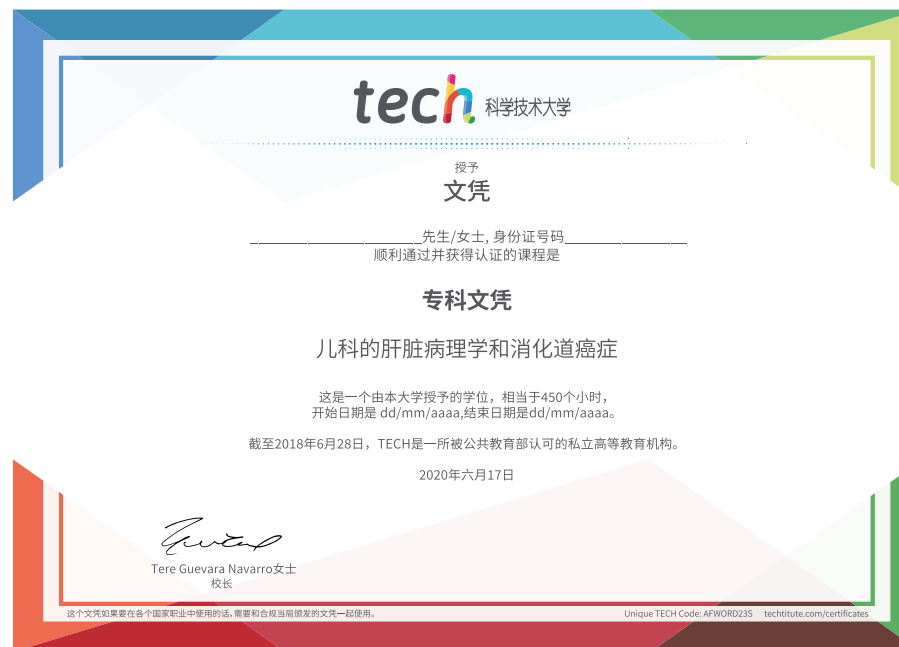 tech 科学技术大学
授予
文凭
________________________先生/女士, 身份证号码_________________
顺利通过并获得认证的课程是
专科文凭
儿科的肝脏病理学和消化道癌症
这是一个由本大学授予的学位，相当于450个小时，
开始日期是 dd/mm/aaaa,结束日期是dd/mm/aaaa。
截至2018年6月28日，TECH是一所被公共教育部认可的私立高等教育机构。
2020年六月17日
Tere Guevara Navarro女士
校长
这个文凭如果要在各个国家职业中使用的话,需要和合规当局颁发的文凭一起使用。
Unique TECH Code: AFWORD23S techtitute.com/certificates